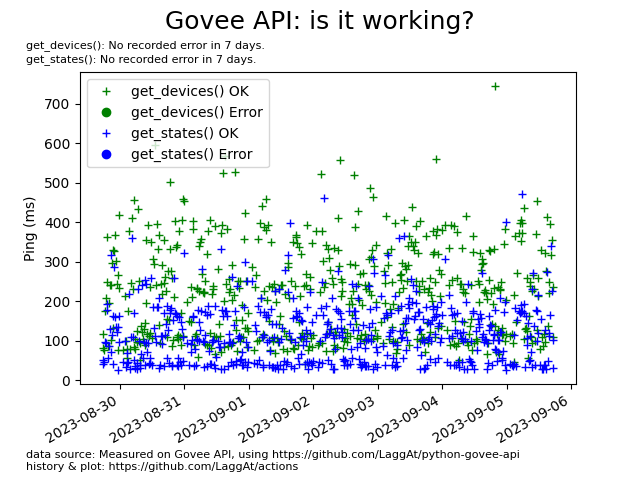 Govee API: is it working?
get_devices(): No recorded error in 7 days.
get_states(): No recorded error in 7 days.
get_devices() OK
get_devices() Error
get_states() OK
get_states() Error
Ping (ms)
700
600
500
400
300
200
100
0
2023-08-30
2023-08-31
2023-09-01
2023-09-02
2023-09-03
2023-09-04
2023-09-05
2023-09-06
data source: Measured on Govee API, using https://github.com/LaggAt/python-govee-api
history & plot: https://github.com/LaggAt/actions